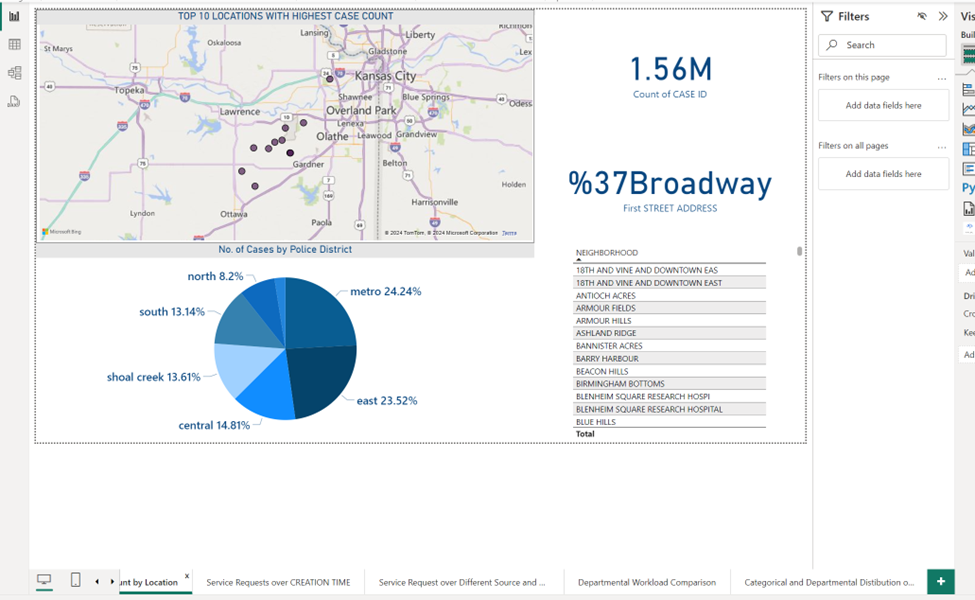 TOP 10 LOCATIONS WITH HIGHEST CASE COUNT
St Marys
Oskaloosa
Lansing
Liberty
Gladstone
Kansas City
Topeka
Shawnee
Blue Springs
Lawrence
Overland Park
Lenexa
Olathe
Leawood
Grandview
Gardner
Belton
Holden
Lyndon
Ottawa
Harrisonville
Paola
Microsoft Bing
© 2024 TomTom, © 2024 Microsoft Corporation Terms
1.56M
Count of CASE ID
%37Broadway
First STREET ADDRESS
No. of Cases by Police District
north 8.2%
metro 24.24%
south 13.14%
shoal creek 13.61%
east 23.52%
central 14.81%
NEIGHBORHOOD
18TH AND VINE AND DOWNTOWN EAS
18TH AND VINE AND DOWNTOWN EAST
ANTIOCH ACRES
ARMOUR FIELDS
ARMOUR HILLS
ASHLAND RIDGE
BANNISTER ACRES
BARRY HARBOUR
BEACON HILLS
BIRMINGHAM BOTTOMS
BLENHEIM SQUARE RESEARCH HOSPI
BLENHEIM SQUARE RESEARCH HOSPITAL
BLUE HILLS
Total
Filters
Search
Filters on this page
...
Add data fields here
Filters on all pages
...
Add data fields here
Vis
Buil
Py
Val
Ad
Dri
Cro
Kee
Ad
unt by Location x
Service Requests over CREATION TIME
Service Request over Different Source and ...
Departmental Workload Comparison
Categorical and Departmental Distibution o...
+